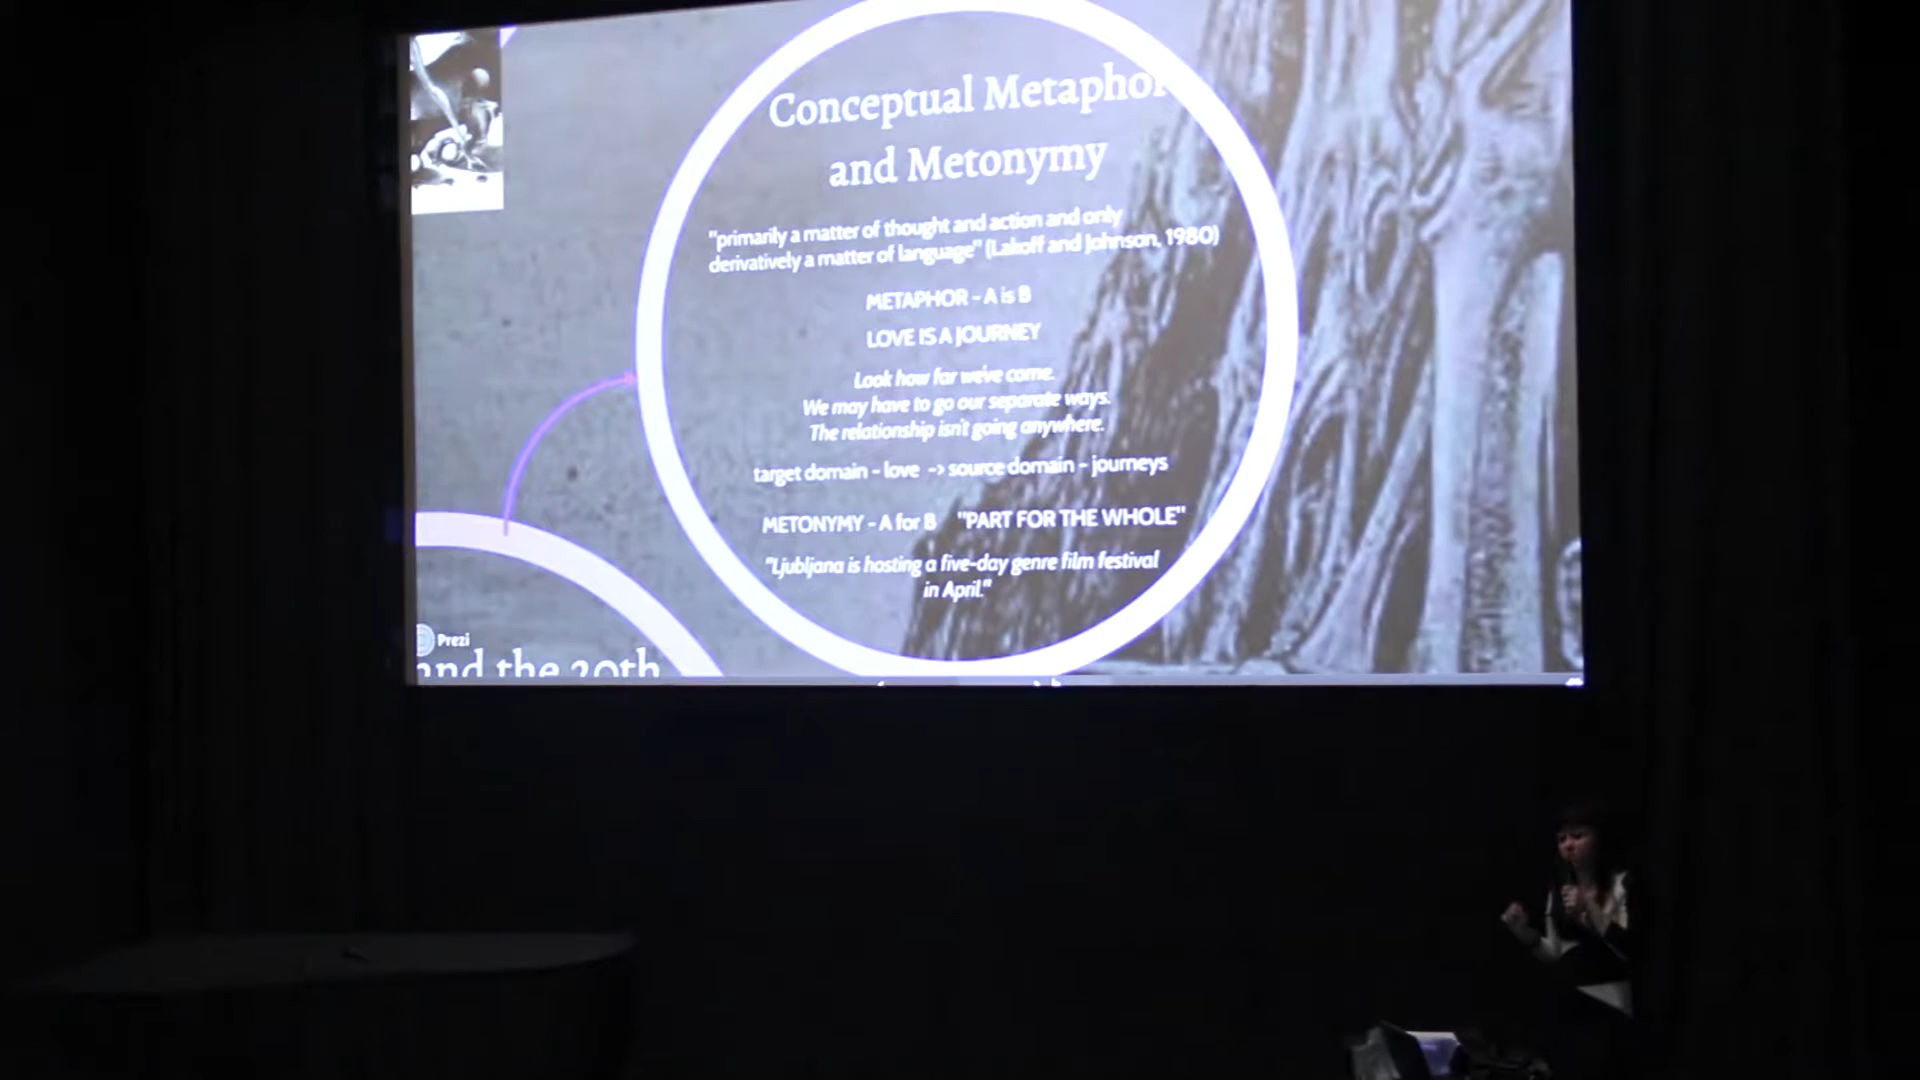 Conceptual Metaphor
and Metonymy
"primarily a matter of thought and action and only
derivatively a matter of language" (Lakoff and Johnson, 1980)
METAPHOR - A is B
LOVE IS A JOURNEY
Look how far we've come.
We may have to go our separate ways.
The relationship isn't going anywhere.
target domain - love -> source domain - journeys
METONYMY - A for B "PART FOR THE WHOLE"
"Ljubljana is hosting a five-day genre film festival
in April."
Prezi
and the 20th